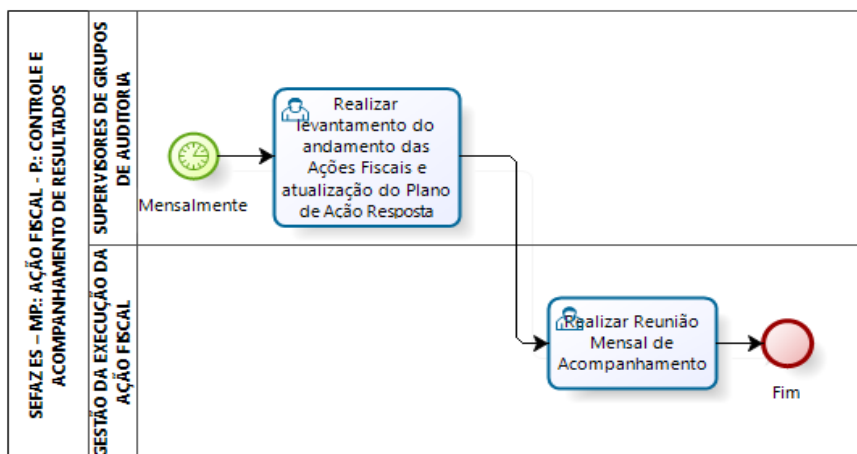 SEFAZ ES – MP.: AÇÃO FISCAL - P.: CONTROLE E
ACOMPANHAMENTO DE RESULTADOS
SUPERVISORES DE GRUPOS
DE AUDITORIA
Mensalmente
Realizar
levantamento do
andamento das
Ações Fiscais e
atualização do Plano
de Ação Resposta
GESTÃO DA EXECUÇÃO DA
AÇÃO FISCAL
Realizar Reunião
Mensal de
Acompanhamento
Fim